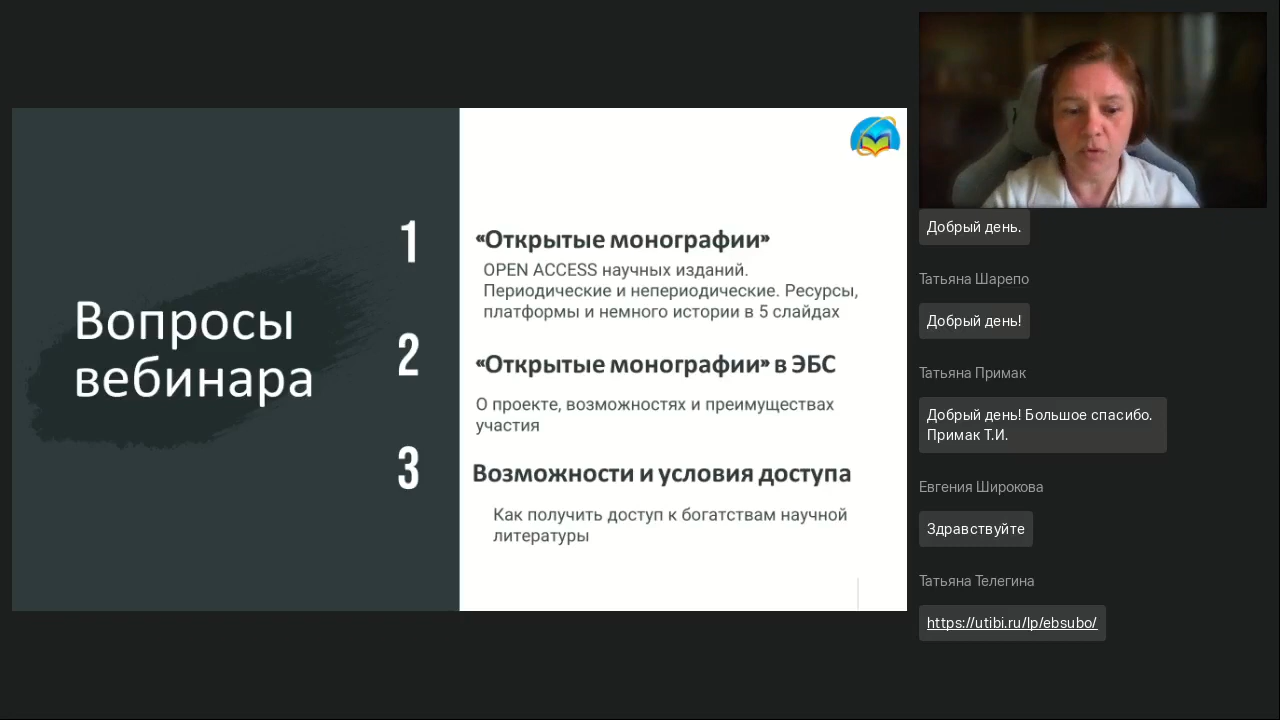 Вопросы
вебинара
1
«Открытые монографии»
OPEN ACCESS научных изданий.
Периодические и непериодические. Ресурсы,
платформы и немного истории в 5 слайдах
2
«Открытые монографии» в ЭБС
О проекте, возможностях и преимуществах
участия
3
Возможности и условия доступа
Как получить доступ к богатствам научной
литературы
Добрый день.
Татьяна Шарепо
Добрый день!
Татьяна Примак
Добрый день! Большое спасибо.
Примак Т.И.
Евгения Широкова
Здравствуйте
Татьяна Телегина
https://utibi.ru/lp/ebsubo/